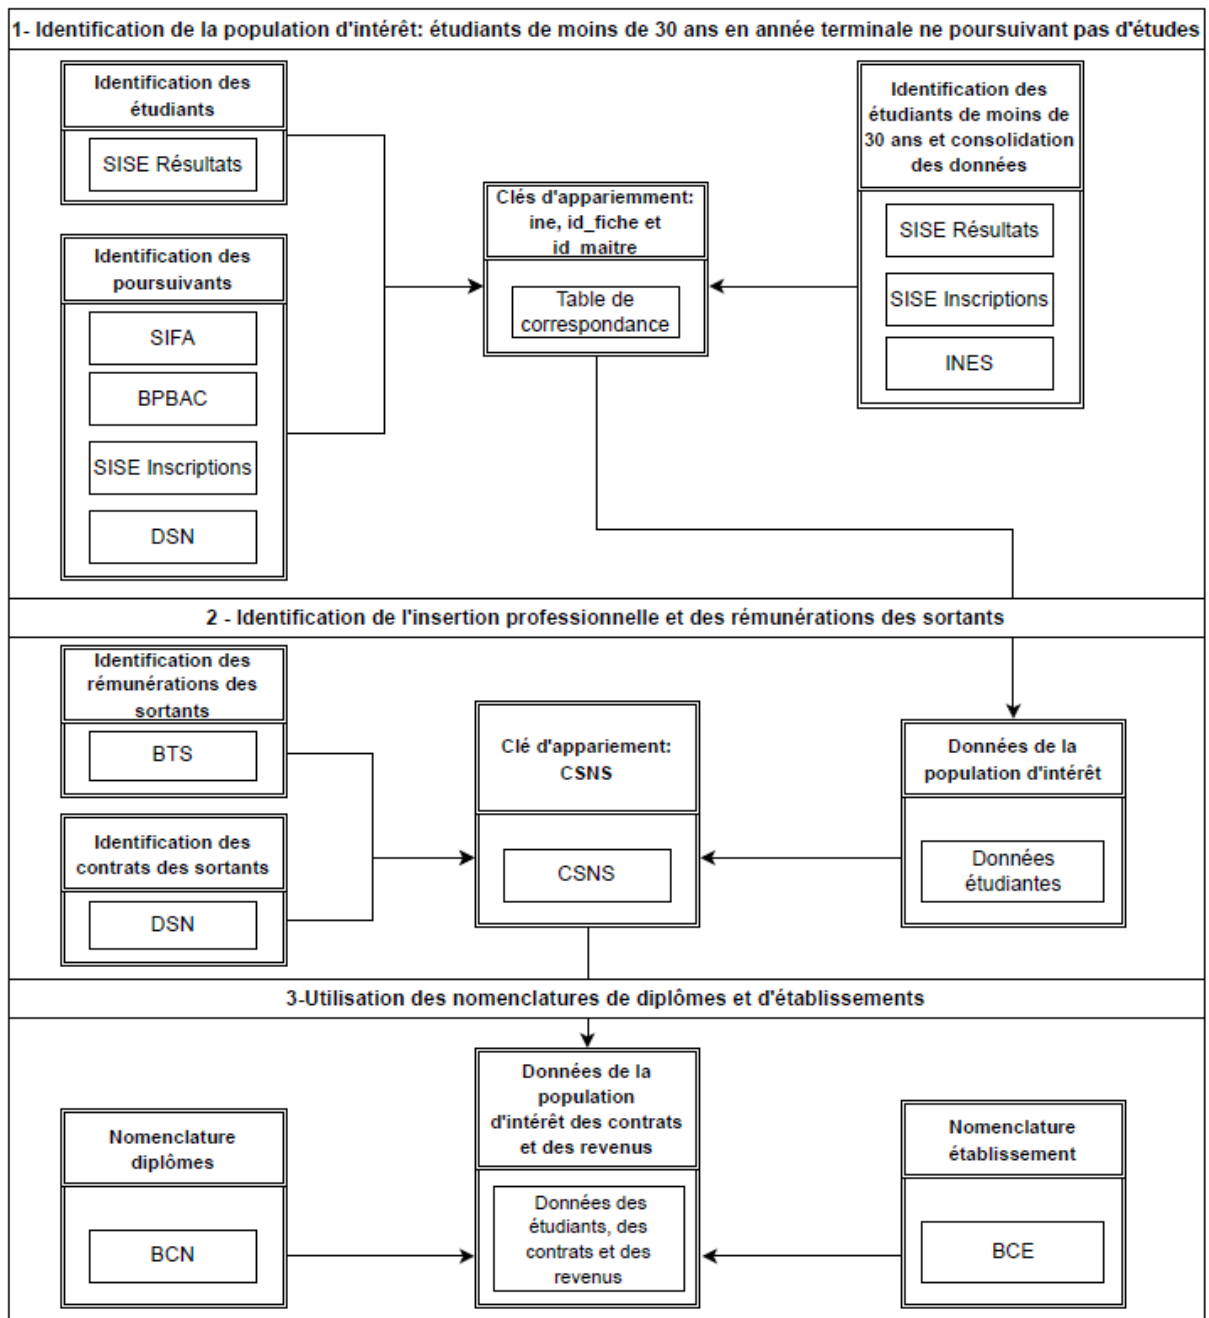 1- Identification de la population d'intérêt: étudiants de moins de 30 ans en année terminale ne poursuivant pas d'études
Identification des
étudiants
SISE Résultats
Identification des
poursuivants
SIFA
BPBAC
SISE Inscriptions
DSN
Clés d'appariemment:
ine, id_fiche et
id_maitre
Table de
correspondance
Identification des
étudiants de moins de
30 ans et consolidation
des données
SISE Résultats
SISE Inscriptions
INES
2 - Identification de l'insertion professionnelle et des rémunérations des sortants
Identification des
rémunérations des
sortants
BTS
Identification des
contrats des sortants
DSN
Clé d'appariement:
CSNS
CSNS
Données de la
population d'intérêt
Données
étudiantes
3-Utilisation des nomenclatures de diplômes et d'établissements
Nomenclature
diplômes
BCN
Données de la
population
d'intérêt des contrats
et des revenus
Données des
étudiants, des
contrats et des
revenus
Nomenclature
établissement
BCE